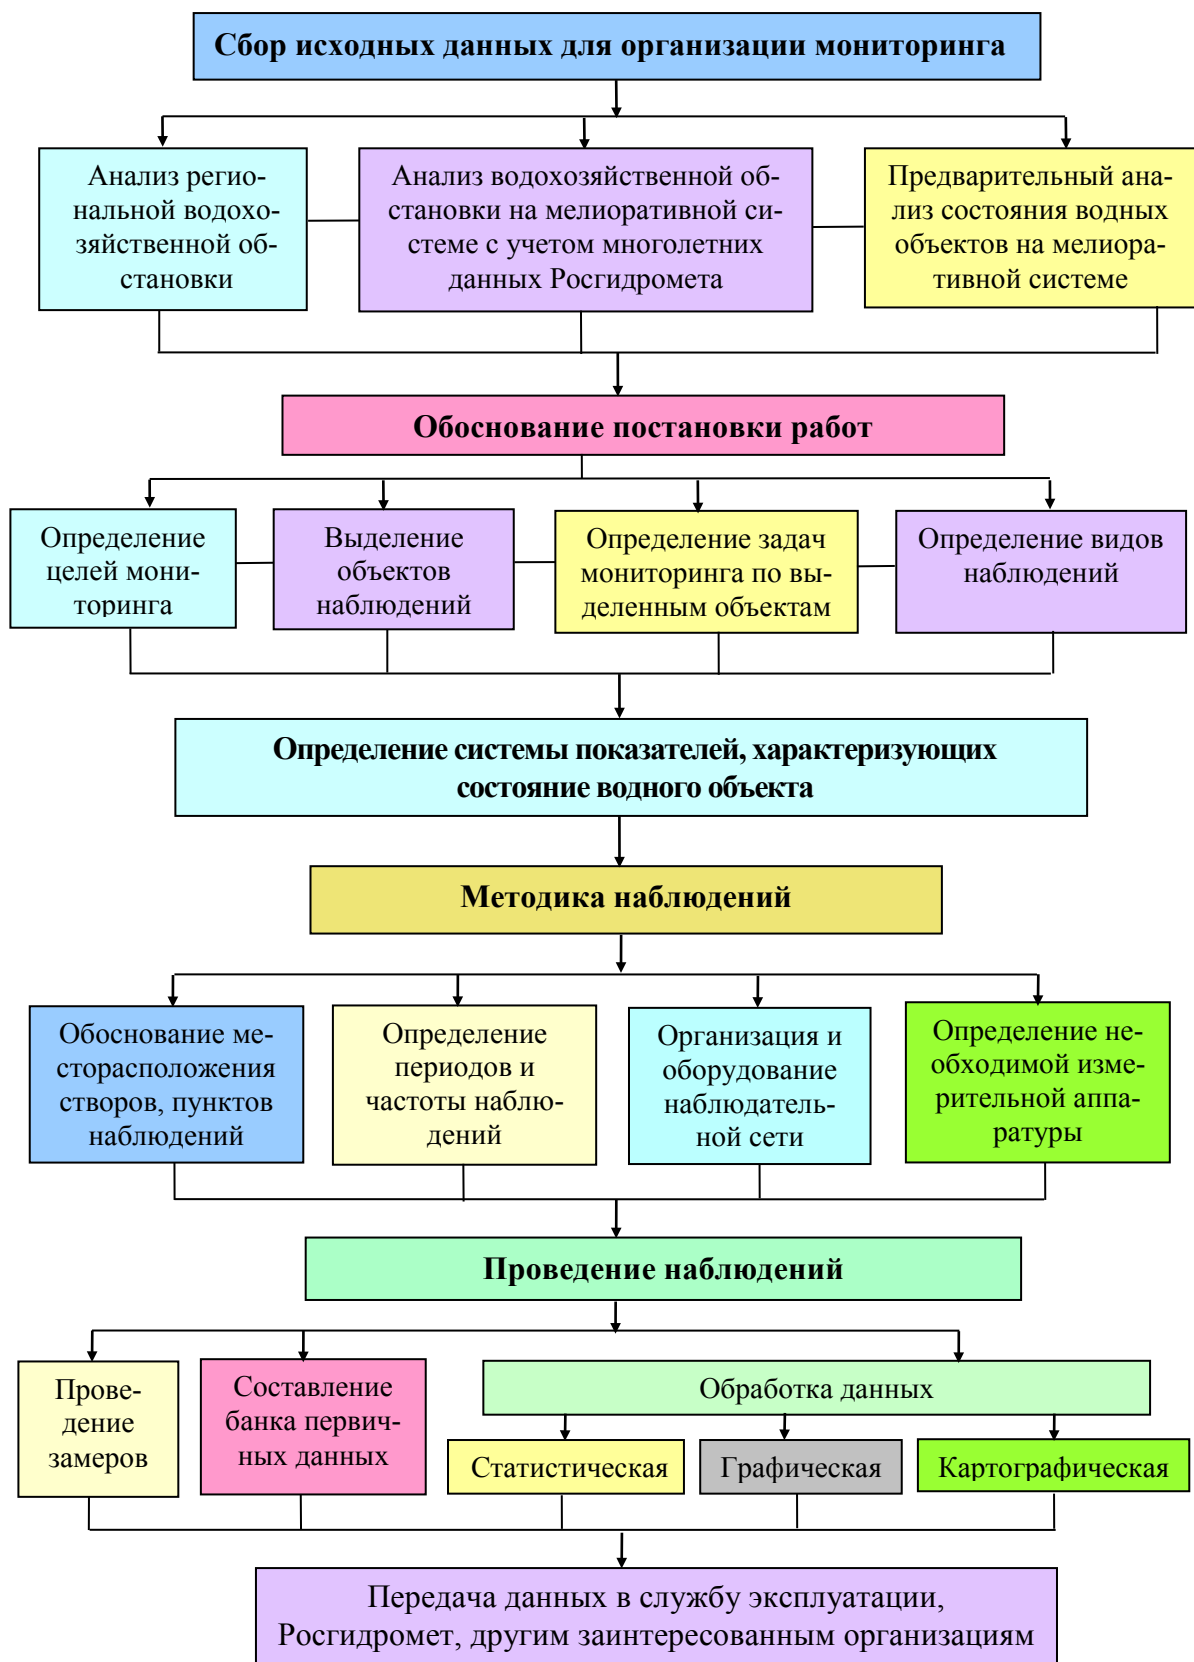 Сбор исходных данных для организации мониторинга
Анализ регио-
нальной водохо-
зяйственной об-
становки
Анализ водохозяйственной об-
становки на мелиоративной си-
стеме с учетом многолетних
данных Росгидромета
Предварительный ана-
лиз состояния водных
объектов на мелиора-
тивной системе
Обоснование постановки работ
Определение
целей мони-
торинга
Выделение
объектов
наблюдений
Определение задач
мониторинга по вы-
деленным объектам
Определение видов
наблюдений
Определение системы показателей, характеризующих
состояние водного объекта
Методика наблюдений
Обоснование ме-
сторасположения
створов, пунктов
наблюдений
Определение
периодов и
частоты наблю-
дений
Организация и
оборудование
наблюдатель-
ной сети
Определение не-
обходимой изме-
рительной аппа-
ратуры
Проведение наблюдений
Прове-
дение
замеров
Составление
банка первич-
ных данных
Обработка данных
Статистическая
Графическая
Картографическая
Передача данных в службу эксплуатации,
Росгидромет, другим заинтересованным организациям